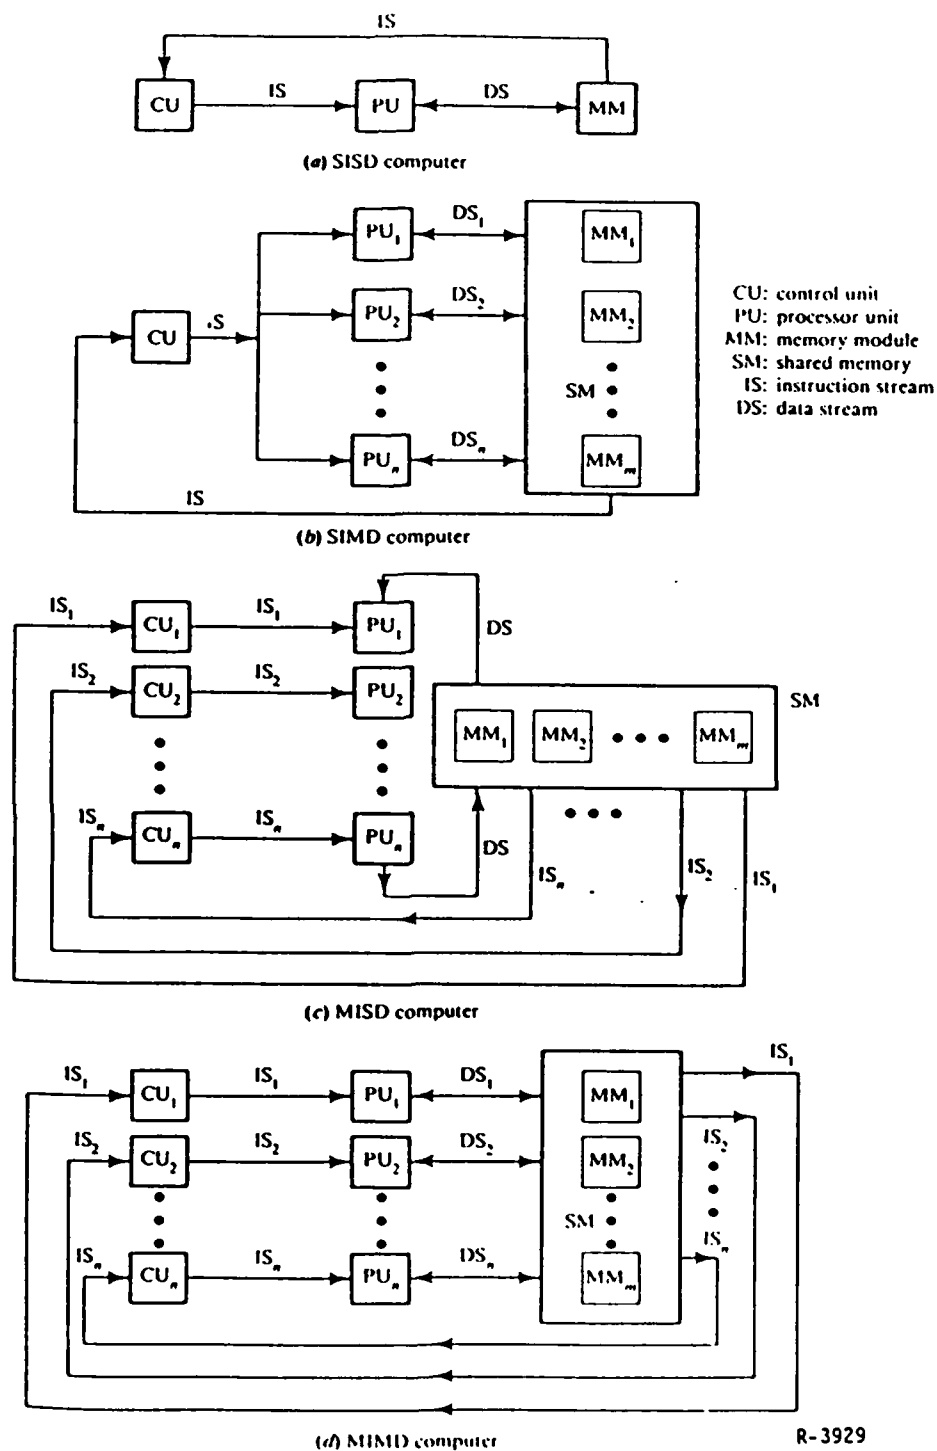 IS
CU
IS
PU
DS
MM
(a) SISD computer
PU₁
DS₁
MM₁
PU₂
DS₂
MM₂
CU
PUₙ
DSₙ
SM
MMₘ
IS
(b) SIMD computer
CU: control unit
PU: processor unit
MM: memory module
SM: shared memory
IS: instruction stream
DS: data stream
IS₁
CU₁
IS₁
PU₁
DS
IS₂
CU₂
IS₂
PU₂
SM
MM₁
MM₂
MMₘ
ISₙ
CUₙ
ISₙ
PUₙ
DS
ISₙ
IS₂
IS₁
(c) MISD computer
IS₁
CU₁
IS₁
PU₁
DS₁
MM₁
IS₁
IS₂
CU₂
IS₂
PU₂
DS₂
MM₂
IS₂
SM
ISₙ
CUₙ
ISₙ
PUₙ
DSₙ
MMₘ
ISₙ
(d) MIMD computer
R-3929